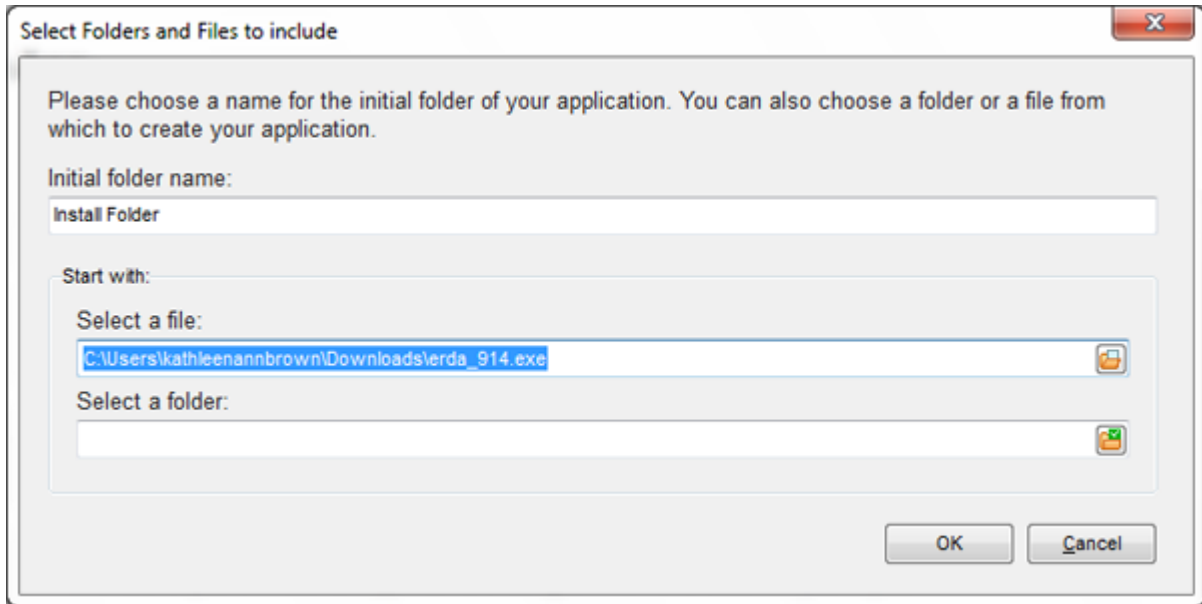 Select Folders and Files to include
Please choose a name for the initial folder of your application. You can also choose a folder or a file from
which to create your application.
Initial folder name:
Install Folder
Start with:
Select a file:
C:\Users\kathleenannbrown\Downloads\erda_914.exe
Select a folder:
OK Cancel